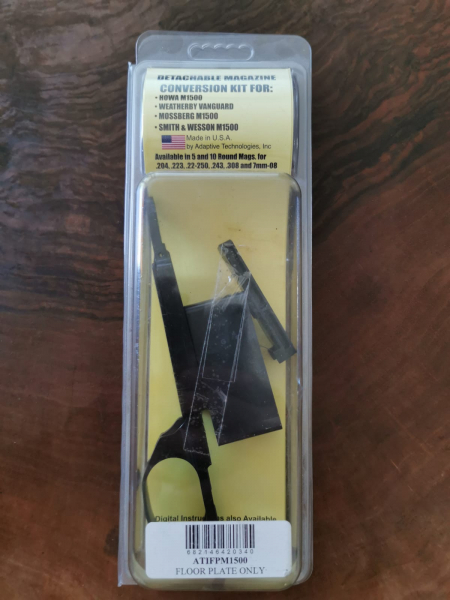 DETACHABLE MAGAZINE
CONVERSION KIT FOR:
• HOWA M1500
• WEATHERBY VANGUARD
• MOSSBERG M1500
• SMITH & WESSON M1500
Made in U.S.A.
by Adaptive Technologies, Inc
Available in 5 and 10 Round Mags. for
.204, .223, .22-250, .243, .308 and 7mm-08
Digital Instructions also Available
682146420340
ATIFPM1500
FLOOR PLATE ONLY